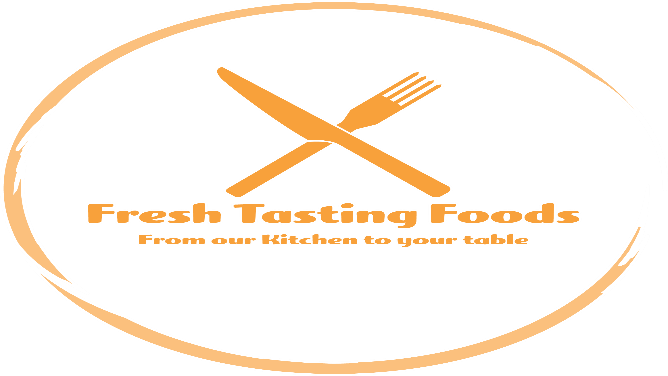 Fresh Tasting Foods
From our Kitchen to your table